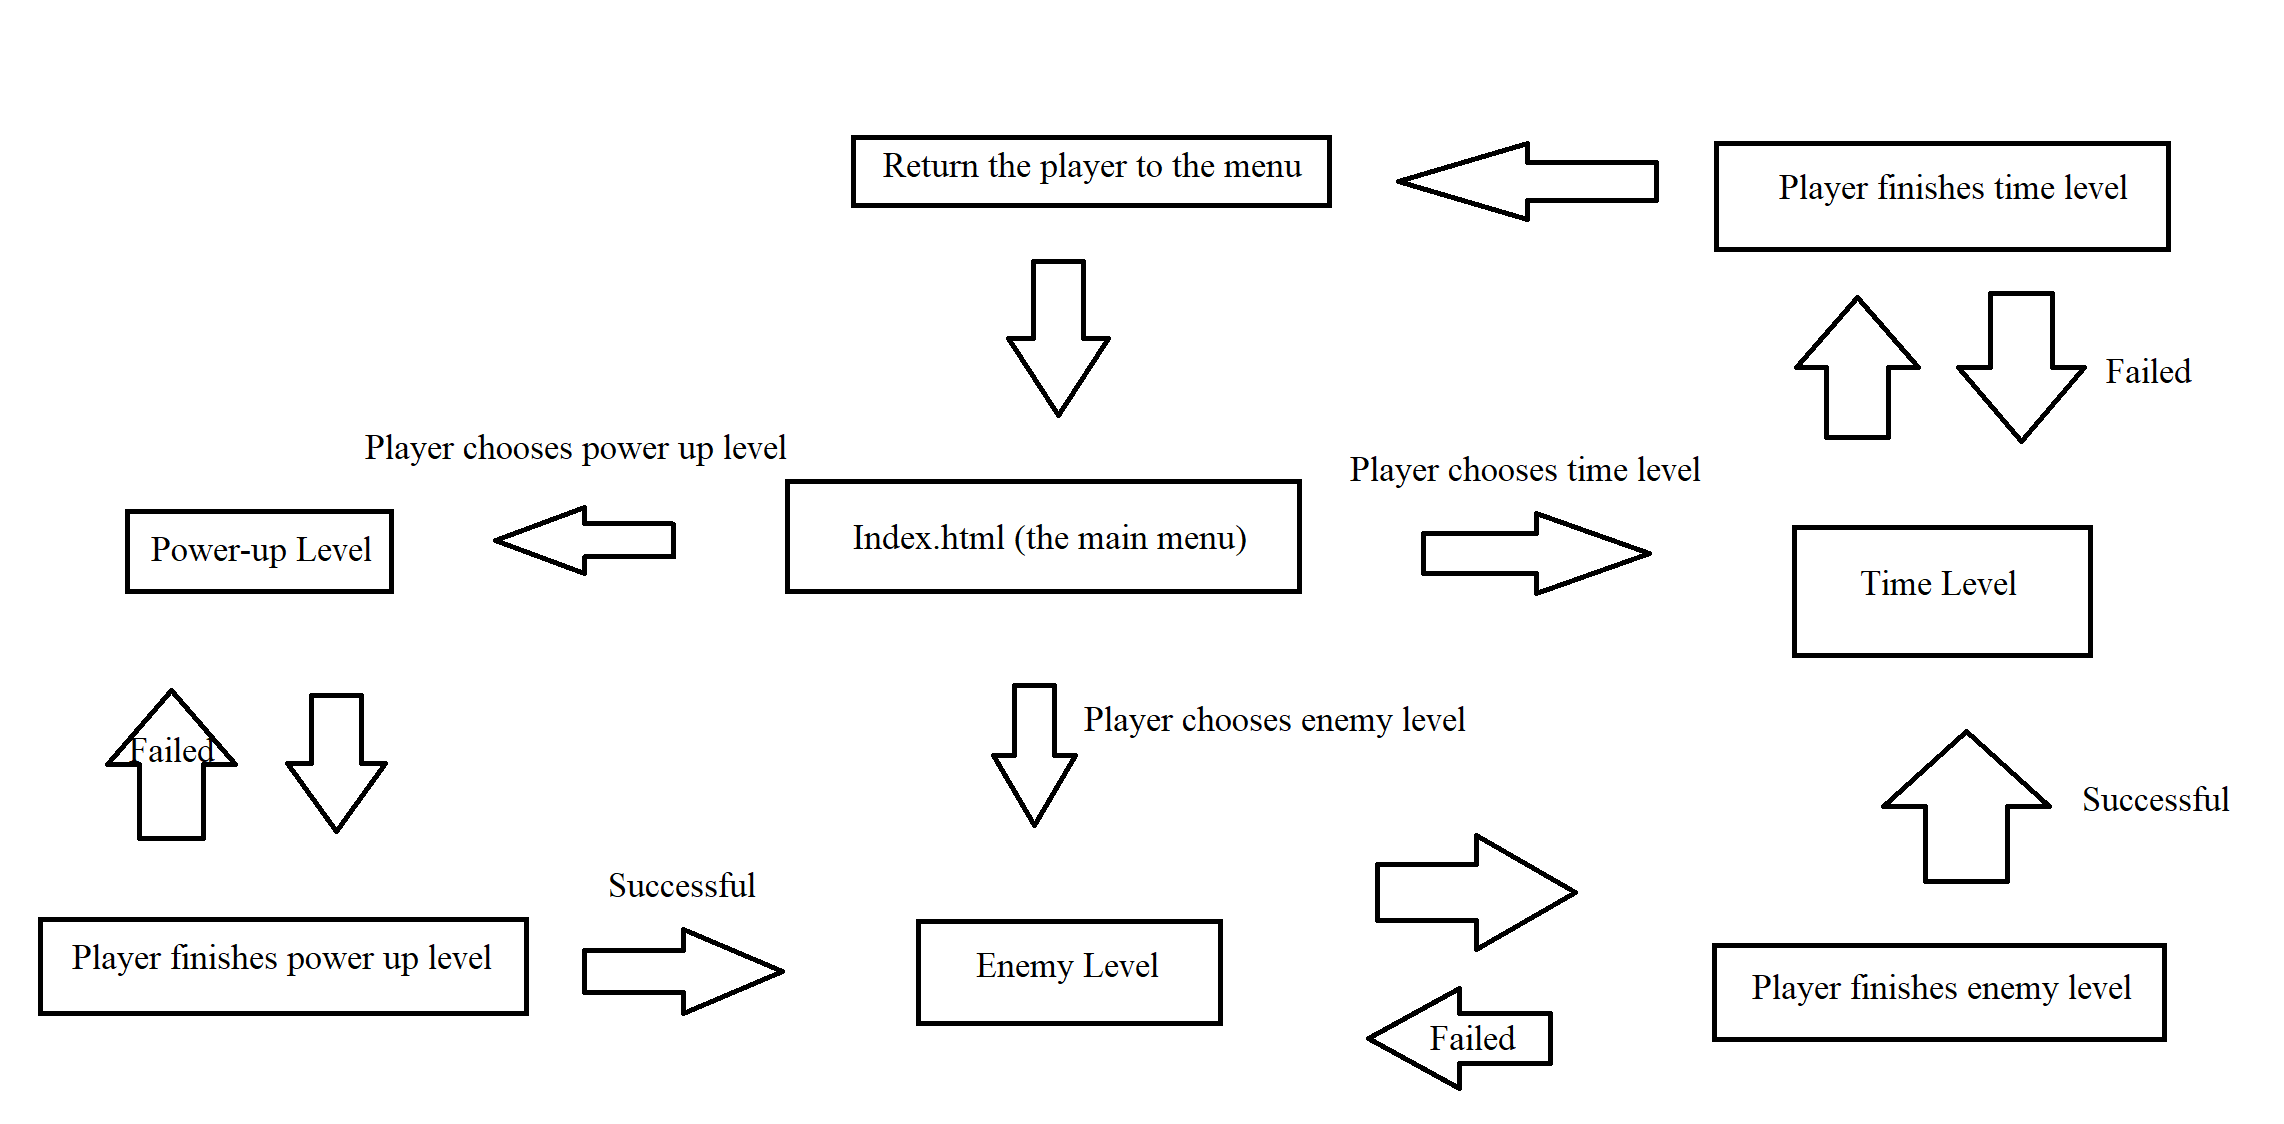 Return the player to the menu
Player finishes time level
Failed
Player chooses power up level
Player chooses time level
Power-up Level
Index.html (the main menu)
Time Level
Failed
Player chooses enemy level
Successful
Successful
Player finishes power up level
Enemy Level
Player finishes enemy level
Failed